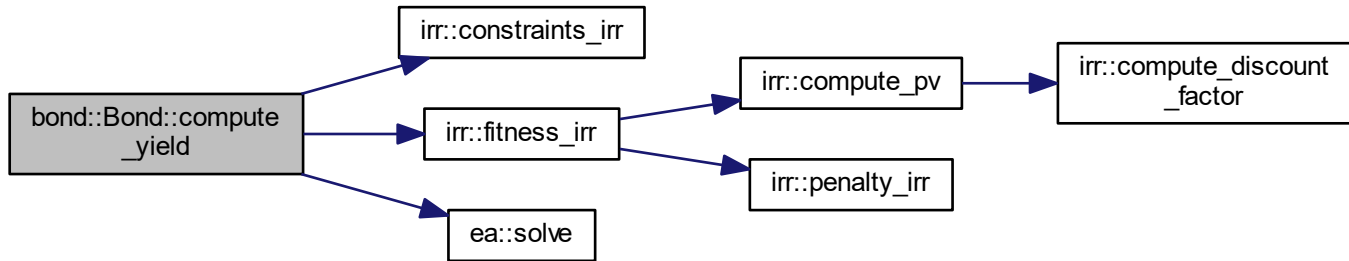 bond::Bond::compute
_yield
irr::constraints_irr
irr::fitness_irr
ea::solve
irr::compute_pv
irr::penalty_irr
irr::compute_discount
_factor